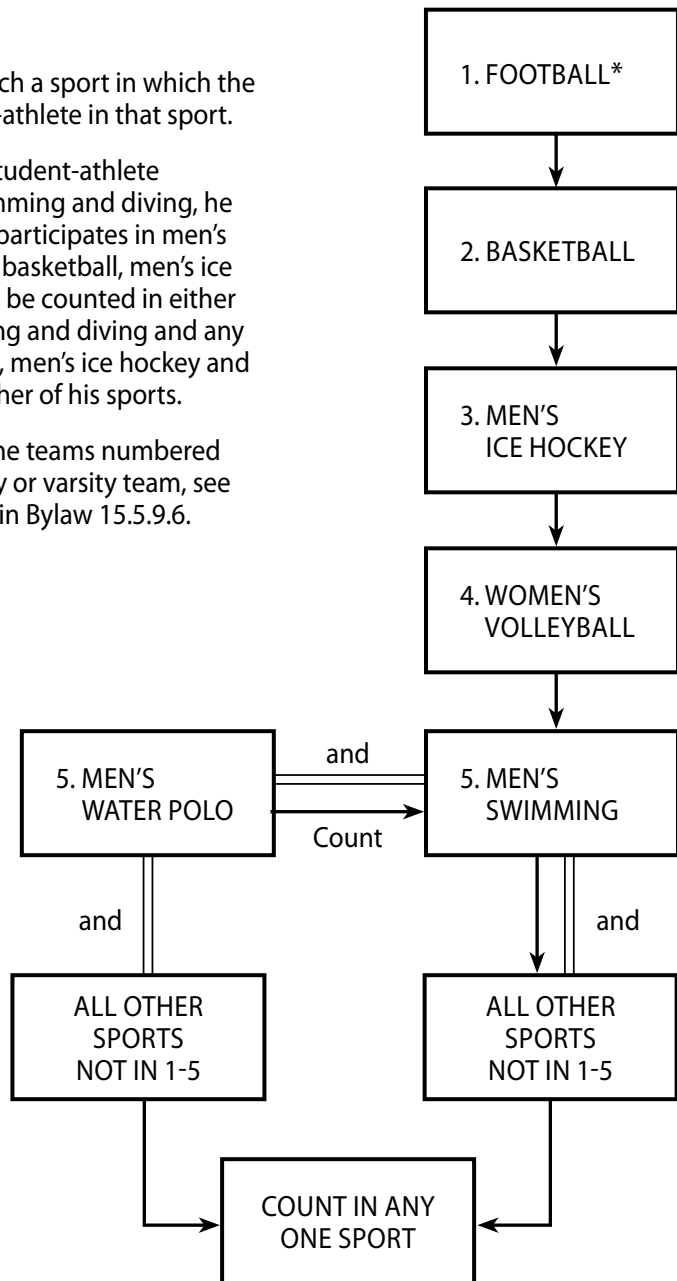 ch a sport in which the
-athlete in that sport.
tudent-athlete
nming and diving, he
participates in men's
basketball, men's ice
be counted in either
ng and diving and any
, men's ice hockey and
her of his sports.
he teams numbered
y or varsity team, see
in Bylaw 15.5.9.6.
1. FOOTBALL*
2. BASKETBALL
3. MEN'S
ICE HOCKEY
4. WOMEN'S
VOLLEYBALL
5. MEN'S
WATER POLO
and
Count
5. MEN'S
SWIMMING
and
and
ALL OTHER
SPORTS
NOT IN 1-5
ALL OTHER
SPORTS
NOT IN 1-5
COUNT IN ANY
ONE SPORT